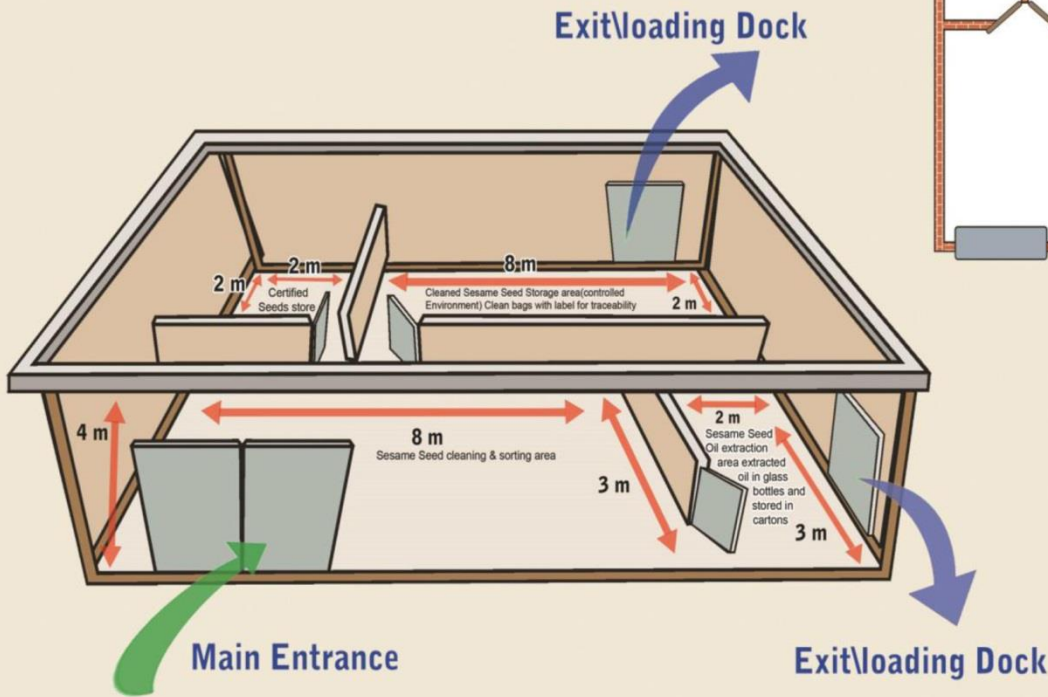 Exit\loading Dock
2 m
8 m
2 m
Certified
Seeds store
Cleaned Sesame Seed Storage area(controlled
Environment) Clean bags with label for traceability
2 m
4 m
8 m
Sesame Seed cleaning & sorting area
3 m
2 m
Sesame Seed
Oil extraction
area extracted
oil in glass
bottles and
stored in
cartons
3 m
Main Entrance
Exit\loading Dock